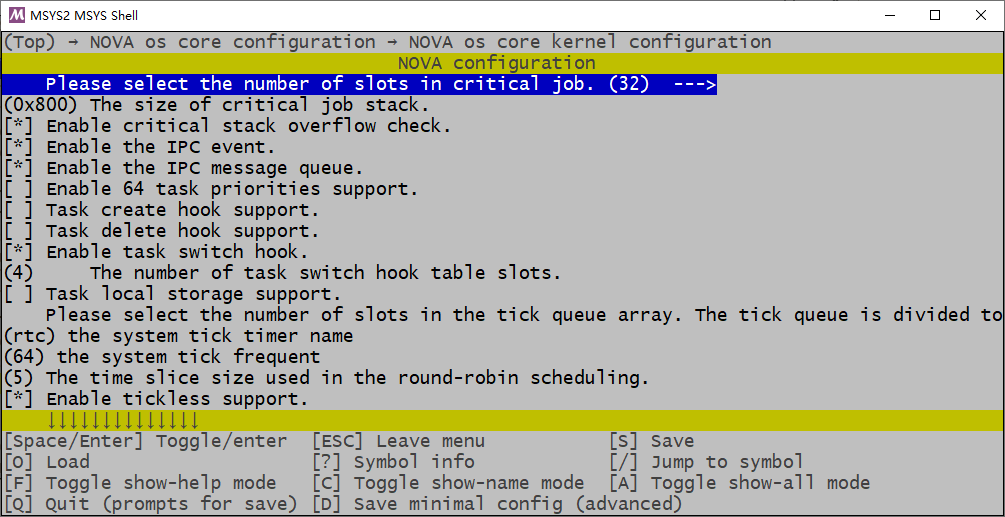 MSYS2 MSYS Shell
(Top) → NOVA os core configuration → NOVA os core kernel configuration
NOVA configuration
Please select the number of slots in critical job. (32)  --->
(0x800) The size of critical job stack.
[*] Enable critical stack overflow check.
[*] Enable the IPC event.
[*] Enable the IPC message queue.
[ ] Enable 64 task priorities support.
[ ] Task create hook support.
[ ] Task delete hook support.
[*] Enable task switch hook.
(4)     The number of task switch hook table slots.
[ ] Task local storage support.
Please select the number of slots in the tick queue array. The tick queue is divided to
(rtc) the system tick timer name
(64) the system tick frequent
(5) The time slice size used in the round-robin scheduling.
[*] Enable tickless support.
↓↓↓↓↓↓↓↓↓↓↓↓↓↓
[Space/Enter] Toggle/enter  [ESC] Leave menu            [S] Save
[O] Load                     [?] Symbol info             [/] Jump to symbol
[F] Toggle show-help mode   [C] Toggle show-name mode   [A] Toggle show-all mode
[Q] Quit (prompts for save) [D] Save minimal config (advanced)